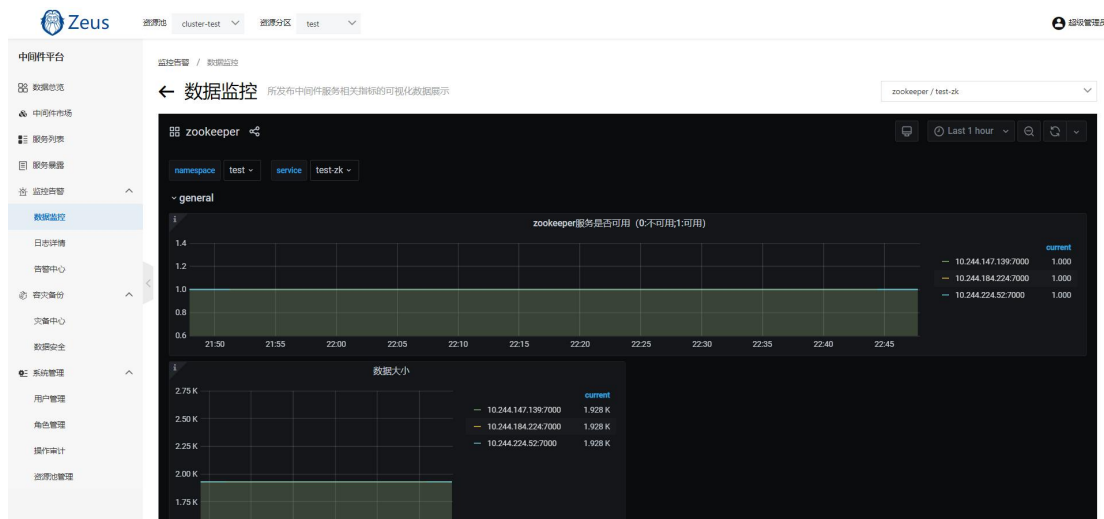 Zeus
资源池 cluster-test 资源分区 test
超级管理员
中间件平台
数据总览
中间件市场
服务列表
服务暴露
监控告警
数据监控
日志详情
告警中心
容灾备份
灾备中心
数据安全
系统管理
用户管理
角色管理
操作审计
资源池管理
监控告警 / 数据监控
← 数据监控 所发布中间件服务相关指标的可视化数据展示
zookeeper / test-zk
zookeeper
Last 1 hour
namespace test service test-zk
general
zookeeper服务是否可用 (0:不可用;1:可用)
1.4
1.2
1.0
0.8
0.6
21:50 21:55 22:00 22:05 22:10 22:15 22:20 22:25 22:30 22:35 22:40 22:45
current
10.244.147.139:7000 1.000
10.244.184.224:7000 1.000
10.244.224.52:7000 1.000
数据大小
2.75 K
2.50 K
2.25 K
2.00 K
1.75 K
current
10.244.147.139:7000 1.928 K
10.244.184.224:7000 1.928 K
10.244.224.52:7000 1.928 K